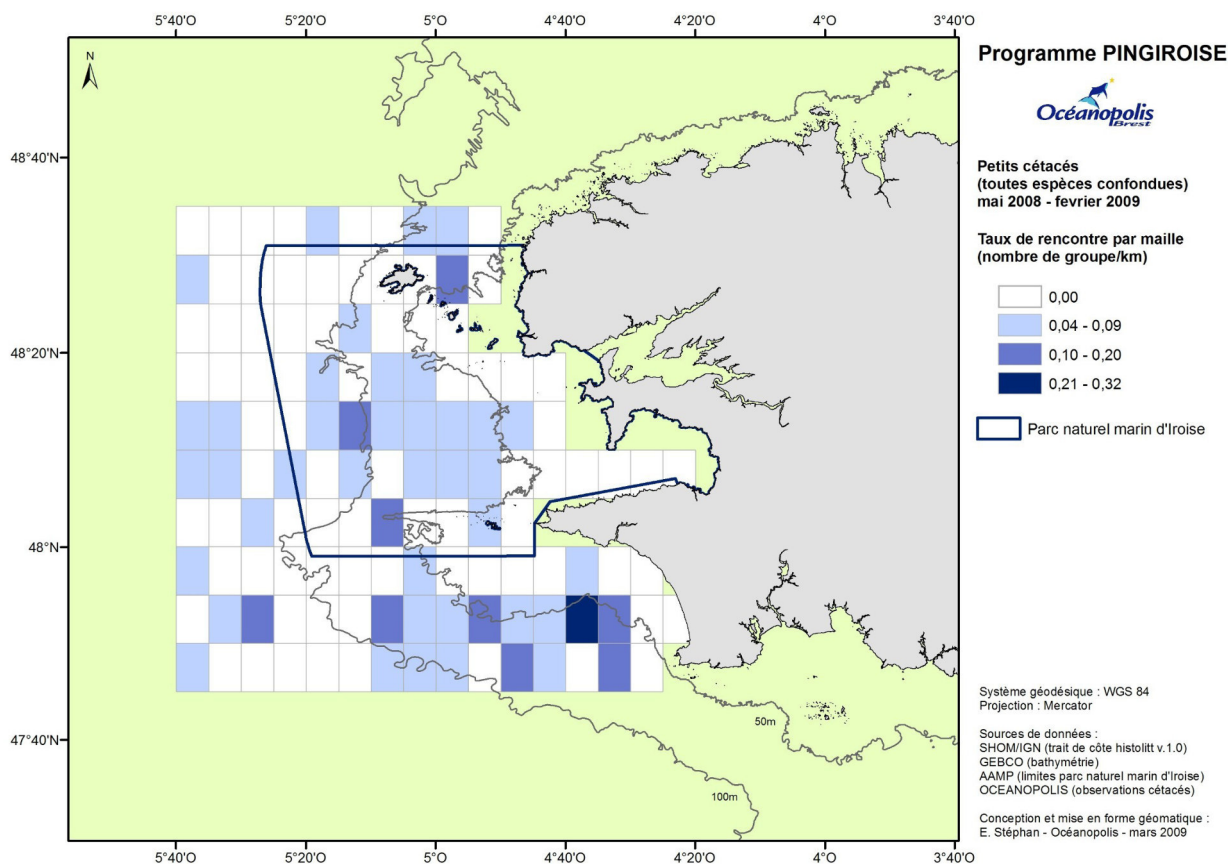 5°40'O 5°20'O 5°0' 4°40'O 4°20'O 4°0'O 3°40'O
N
48°40'N
48°20'N
48°N
47°40'N
50m
100m
5°40'O 5°20'O 5°0' 4°40'O 4°20'O 4°0'O 3°40'O
Programme PINGIROISE
Océanopolis
Brest
Petits cétacés
(toutes espèces confondues)
mai 2008 - fevrier 2009
Taux de rencontre par maille
(nombre de groupe/km)
0,00
0,04 - 0,09
0,10 - 0,20
0,21 - 0,32
Parc naturel marin d'Iroise
Système géodésique : WGS 84
Projection : Mercator
Sources de données :
SHOM/IGN (trait de côte histolitt v.1.0)
GEBCO (bathymétrie)
AAMP (limites parc naturel marin d'Iroise)
OCEANOPOLIS (observations cétacés)
Conception et mise en forme géomatique :
E. Stéphan - Océanopolis - mars 2009